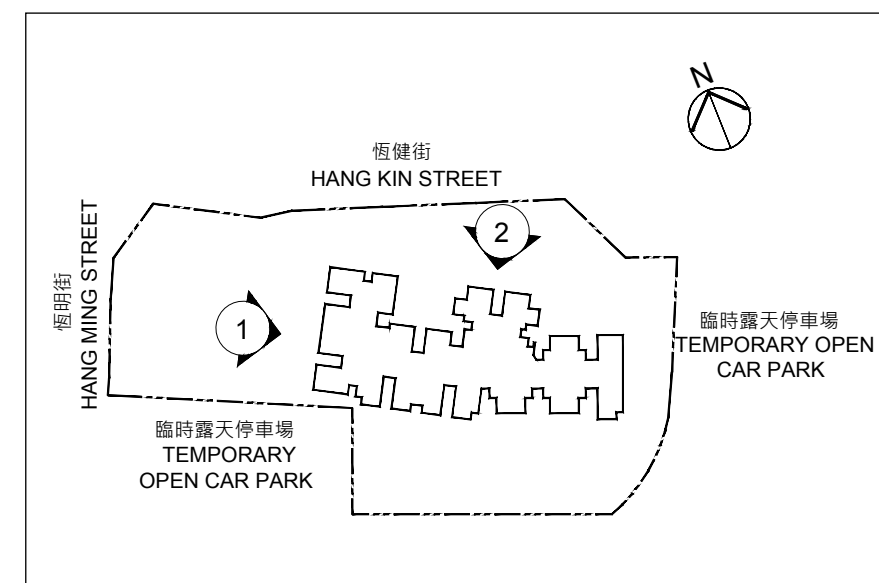 N
恆健街
HANG KIN STREET
恆明街
HANG MING STREET
2
1
臨時露天停車場
TEMPORARY OPEN
CAR PARK
臨時露天停車場
TEMPORARY
OPEN CAR PARK